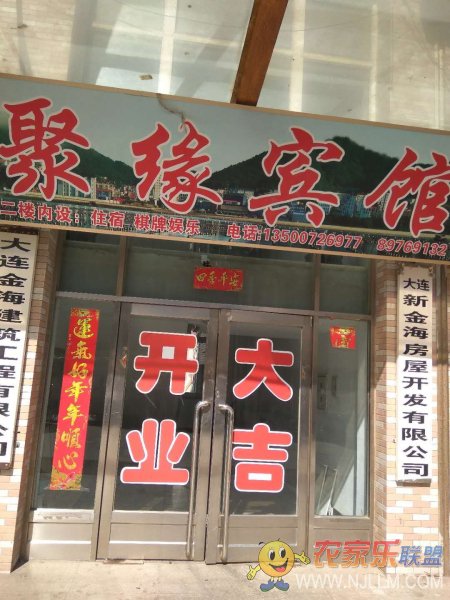 聚缘宾馆
二楼内设：住宿 棋牌娱乐 电话:13500726977 89769132
大连金海建筑工程有限公司
大连新金海房屋开发有限公司
四季平安
運氣好年年順心
开业
大吉
农家乐联盟
WWW.NJLLM.COM